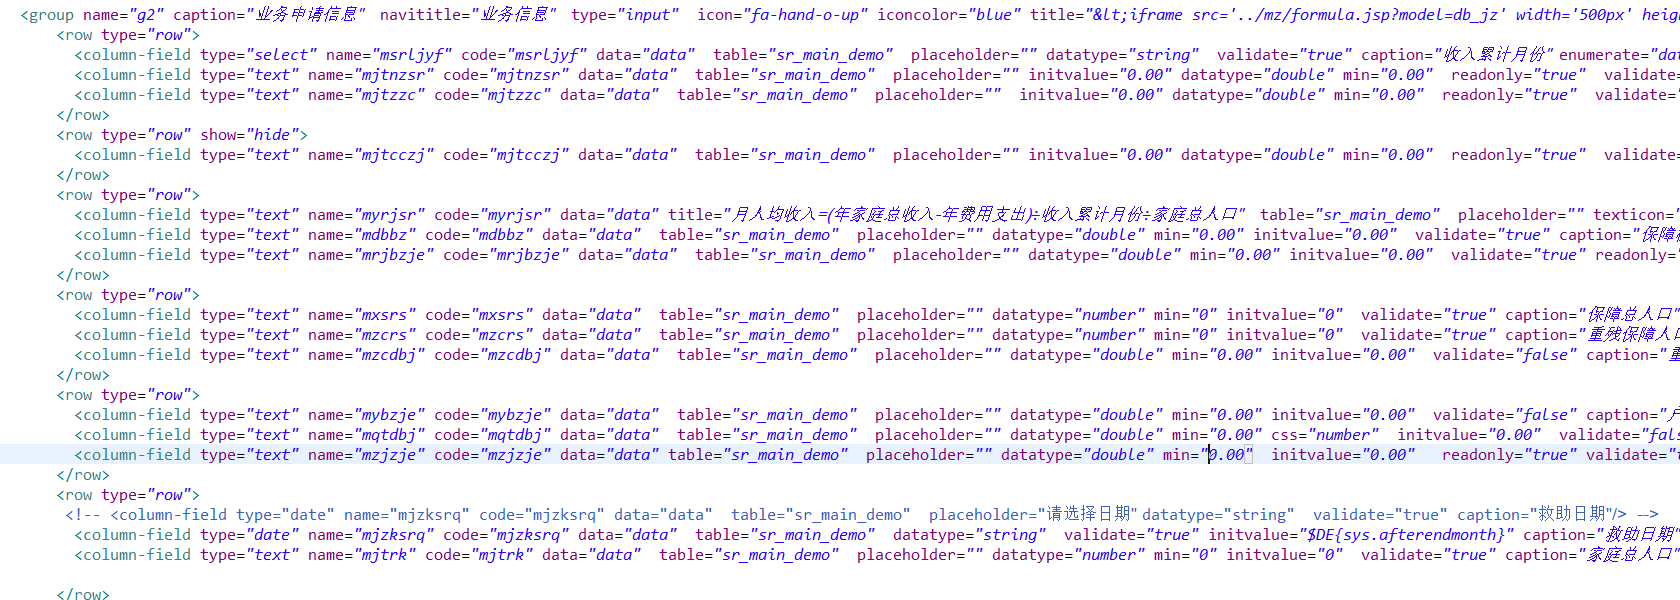 <group name="g2" caption="业务申请信息" navititle="业务信息" type="input" icon="fa-hand-o-up" iconcolor="blue" title="&lt;iframe src='../mz/formula.jsp?model=db_jz' width='500px' heig
<row type="row">
<column-field type="select" name="msrljyf" code="msrljyf" data="data" table="sr_main_demo" placeholder="" datatype="string" validate="true" caption="收入累计月份" enumerate="dat
<column-field type="text" name="mjtnzsr" code="mjtnzsr" data="data" table="sr_main_demo" placeholder="" initvalue="0.00" datatype="double" min="0.00" readonly="true" valida
<column-field type="text" name="mjtzzc" code="mjtzzc" data="data" table="sr_main_demo" placeholder="" initvalue="0.00" datatype="double" min="0.00" readonly="true" validate="
</row>
<row type="row" show="hide">
<column-field type="text" name="mjtcczj" code="mjtcczj" data="data" table="sr_main_demo" placeholder="" initvalue="0.00" datatype="double" min="0.00" readonly="true" valida
</row>
<row type="row">
<column-field type="text" name="myrjsr" code="myrjsr" data="data" title="月人均收入=(年家庭总收入-年费用支出)÷收入累计月份÷家庭总人口" table="sr_main_demo" placeholder="" texticon="
<column-field type="text" name="mdbbz" code="mdbbz" data="data" table="sr_main_demo" placeholder="" datatype="double" min="0.00" initvalue="0.00" validate="true" caption="保障
<column-field type="text" name="mrjbzje" code="mrjbzje" data="data" table="sr_main_demo" placeholder="" datatype="double" min="0.00" initvalue="0.00" validate="true" readonly="
</row>
<row type="row">
<column-field type="text" name="mxsrs" code="mxsrs" data="data" table="sr_main_demo" placeholder="" datatype="number" min="0" initvalue="0" validate="true" caption="保障总人口"
<column-field type="text" name="mzcrs" code="mzcrs" data="data" table="sr_main_demo" placeholder="" datatype="number" min="0" initvalue="0" validate="true" caption="重残保障人口
<column-field type="text" name="mzcdbj" code="mzcdbj" data="data" table="sr_main_demo" placeholder="" datatype="double" min="0.00" initvalue="0.00" validate="false" caption="重
</row>
<row type="row">
<column-field type="text" name="mybzje" code="mybzje" data="data" table="sr_main_demo" placeholder="" datatype="double" min="0.00" initvalue="0.00" validate="false" caption="户
<column-field type="text" name="mqtdbj" code="mqtdbj" data="data" table="sr_main_demo" placeholder="" datatype="double" min="0.00" css="number" initvalue="0.00" validate="fals
<column-field type="text" name="mzjzje" code="mzjzje" data="data" table="sr_main_demo" placeholder="" datatype="double" min="0.00" initvalue="0.00" readonly="true" validate="t
</row>
<row type="row">
<!-- <column-field type="date" name="mjzksrq" code="mjzksrq" data="data" table="sr_main_demo" placeholder="请选择日期" datatype="string" validate="true" caption="救助日期"/> -->
<column-field type="date" name="mjzksrq" code="mjzksrq" data="data" table="sr_main_demo" datatype="string" validate="true" initvalue="$DE{sys.afterendmonth}" caption="救助日期"
<column-field type="text" name="mjtrk" code="mjtrk" data="data" table="sr_main_demo" placeholder="" datatype="number" min="0" initvalue="0" validate="true" caption="家庭总人口"
</row>